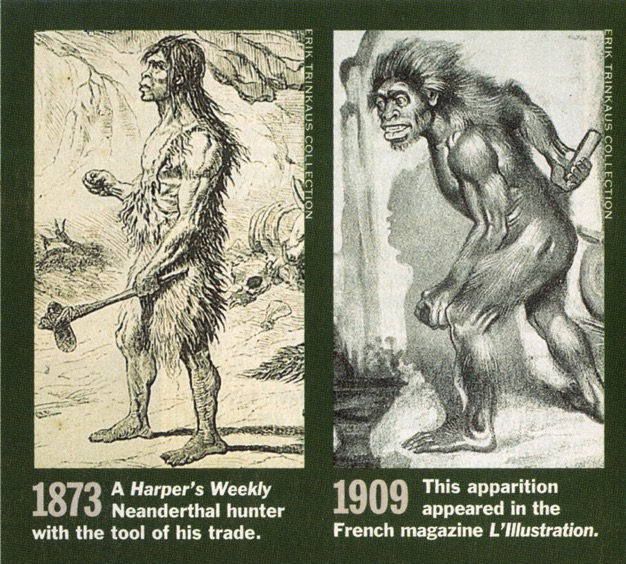 ERIK TRINKAUS COLLECTION
ERIK TRINKAUS COLLECTION
1873 A Harper's Weekly
Neanderthal hunter
with the tool of his trade.
1909 This apparition
appeared in the
French magazine L'Illustration.